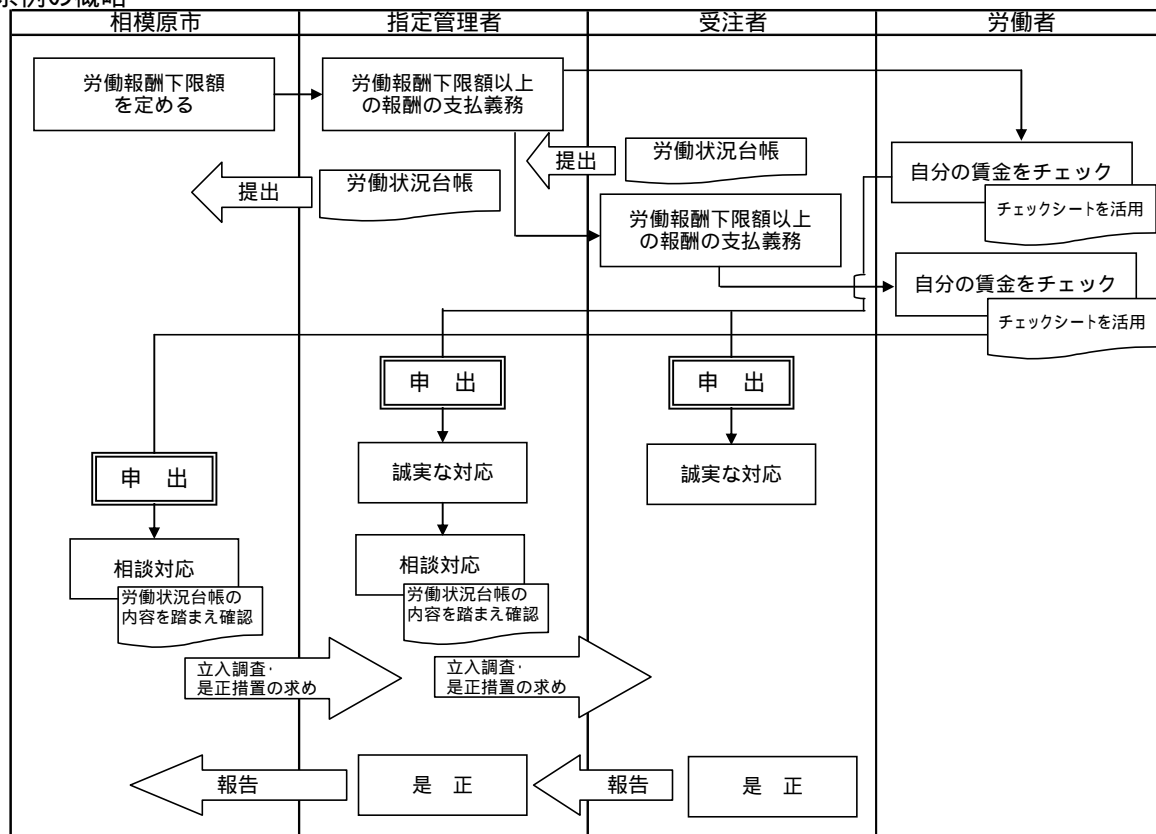 条例の概略
相模原市
指定管理者
受注者
労働者
労働報酬下限額
を定める
労働報酬下限額以上
の報酬の支払義務
提出
労働状況台帳
提出
労働状況台帳
自分の賃金をチェック
チェックシートを活用
労働報酬下限額以上
の報酬の支払義務
自分の賃金をチェック
チェックシートを活用
申 出
申 出
誠実な対応
誠実な対応
申 出
相談対応
労働状況台帳の
内容を踏まえ確認
相談対応
労働状況台帳の
内容を踏まえ確認
立入調査・
是正措置の求め
立入調査・
是正措置の求め
報告
是 正
報告
是 正